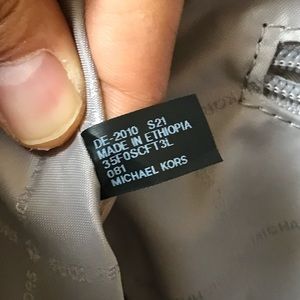 DE-2010 S21
MADE IN ETHIOPIA
35F0SCFT3L
081
MICHAEL KORS